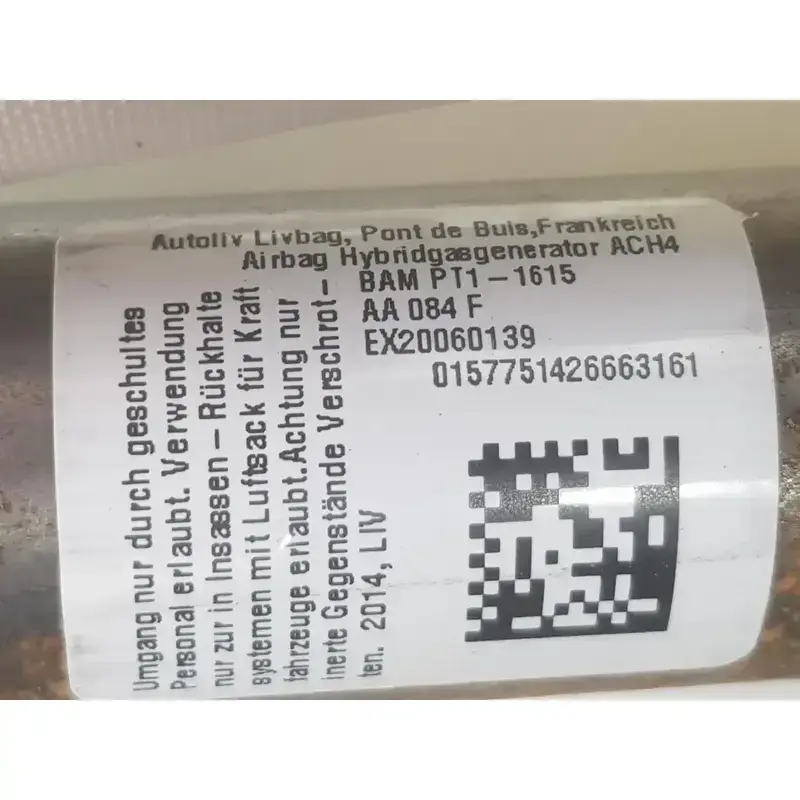 Autoliv Livbag, Pont de Buis,Frankreich
Airbag Hybridgasgenerator ACH4
BAM PT1-1615
AA 084 F
EX20060139
0157751426663161
Umgang nur durch geschultes
Personal erlaubt. Verwendung
nur zur in Insassen-Rückhalte
systemen mit Luftsack für Kraft
fahrzeuge erlaubt.Achtung nur
inerte Gegenstände Verschrot-
ten. 2014, LIV